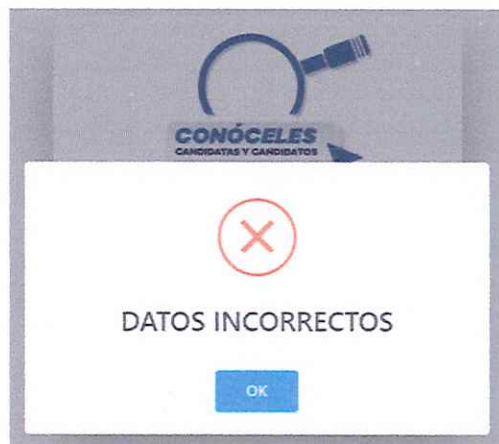 CONÓCELES
CANDIDATAS Y CANDIDATOS
DATOS INCORRECTOS
OK